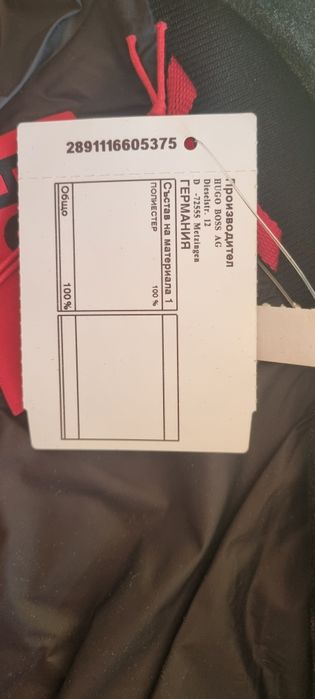 2891116605375
Производител
HUGO BOSS AG
Dieselstr. 12
D -72555 Metzingen
ГЕРМАНИЯ
Състав на материала 1
ПОЛИЕСТЕР 100 %
Общо 100 %